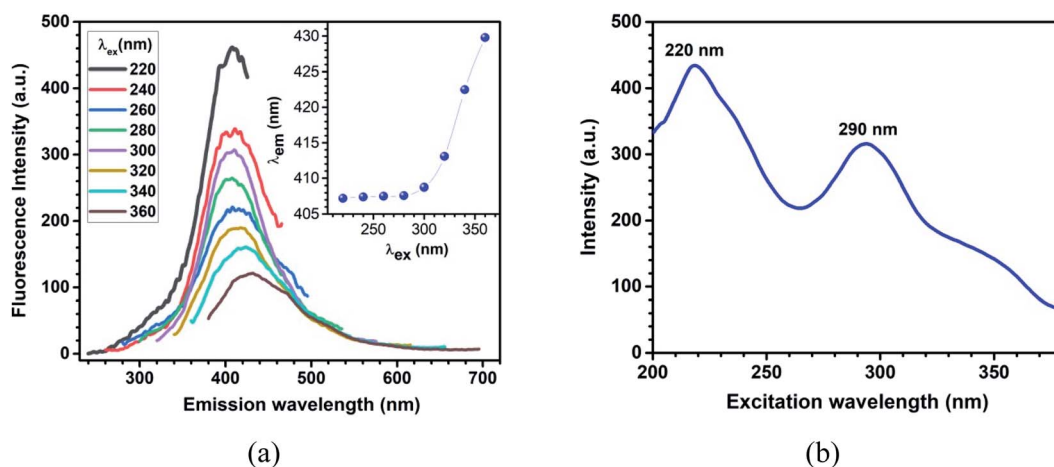 λex(nm)
220
240
260
280
300
320
340
360
500
400
300
200
100
0
Fluorescence Intensity (a.u.)
300 400 500 600 700
Emission wavelength (nm)
430
425
420
415
410
405
λem
250 300 350
λex (nm)
(a)
500
400
300
200
100
0
Intensity (a.u.)
220 nm
290 nm
200 250 300 350
Excitation wavelength (nm)
(b)